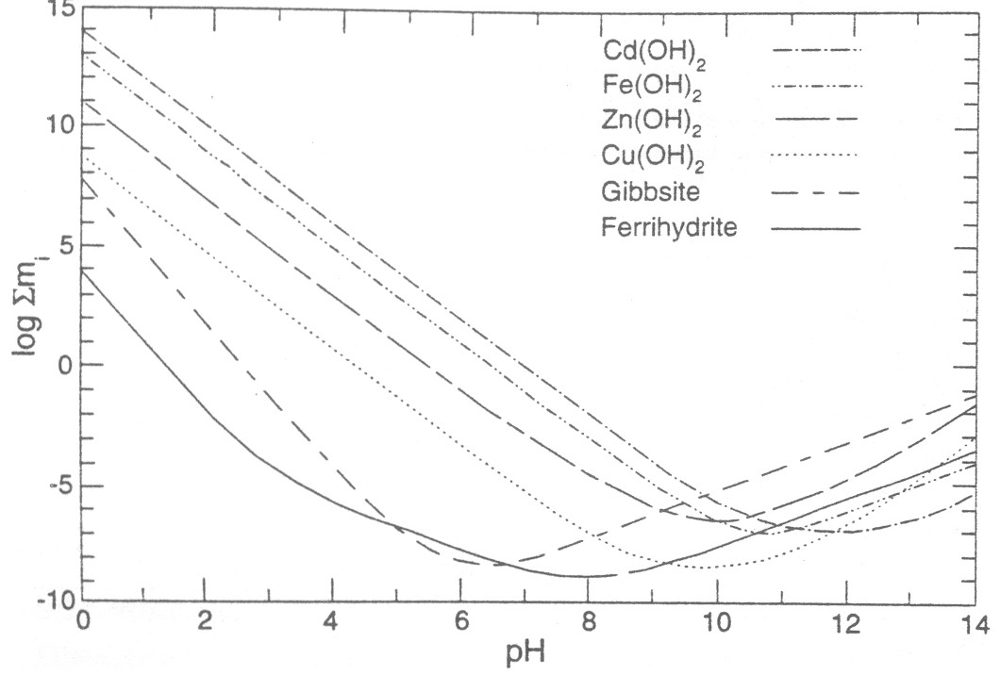 15
10
5
0
-5
-10
log Σmᵢ
0 2 4 6 8 10 12 14
pH
Cd(OH)₂
Fe(OH)₂
Zn(OH)₂
Cu(OH)₂
Gibbsite
Ferrihydrite